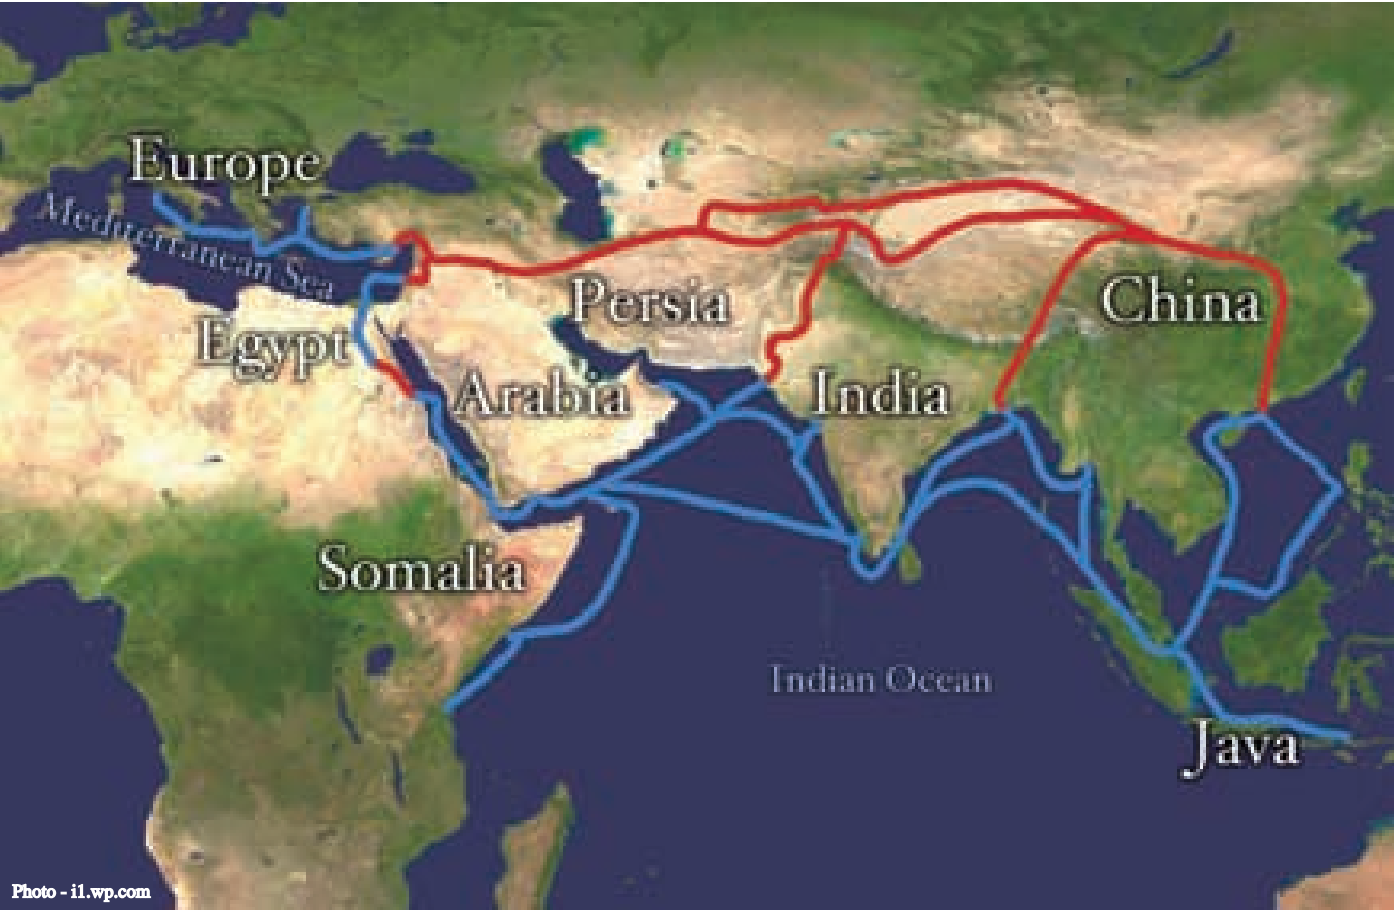 Europe
Mediterranean Sea
Egypt
Persia
China
Arabia
India
Somalia
Indian Ocean
Java
Photo - i1.wp.com